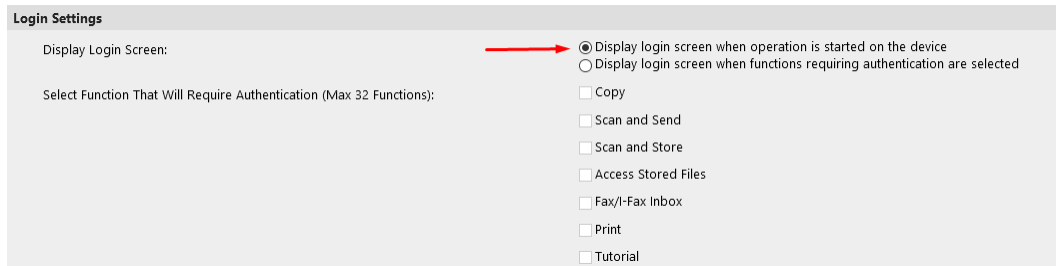 Login Settings
Display Login Screen:
Display login screen when operation is started on the device
Display login screen when functions requiring authentication are selected
Select Function That Will Require Authentication (Max 32 Functions):
Copy
Scan and Send
Scan and Store
Access Stored Files
Fax/I-Fax Inbox
Print
Tutorial